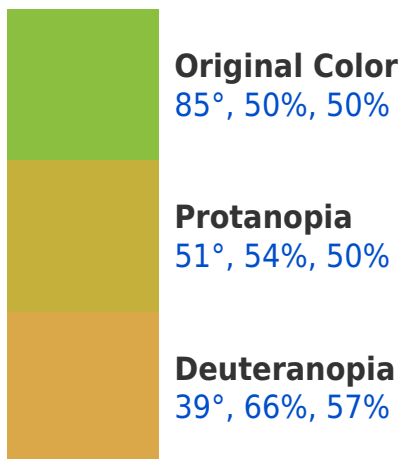 Original Color
85°, 50%, 50%
Protanopia
51°, 54%, 50%
Deuteranopia
39°, 66%, 57%